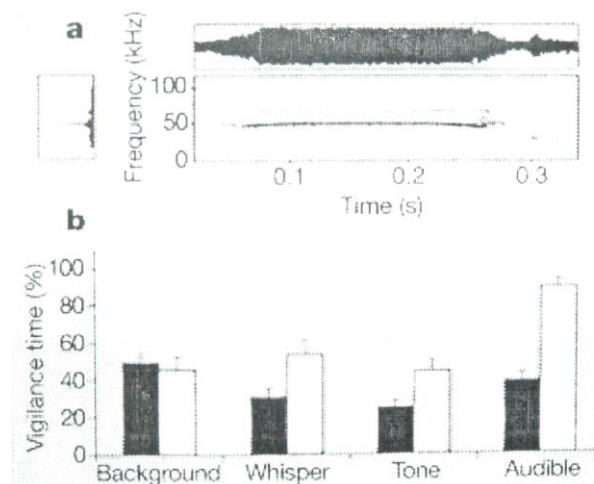 a
Frequency (kHz)
100
50
0
0.1 0.2 0.3
Time (s)
b
Vigilance time (%)
100
80
60
40
20
0
Background Whisper Tone Audible